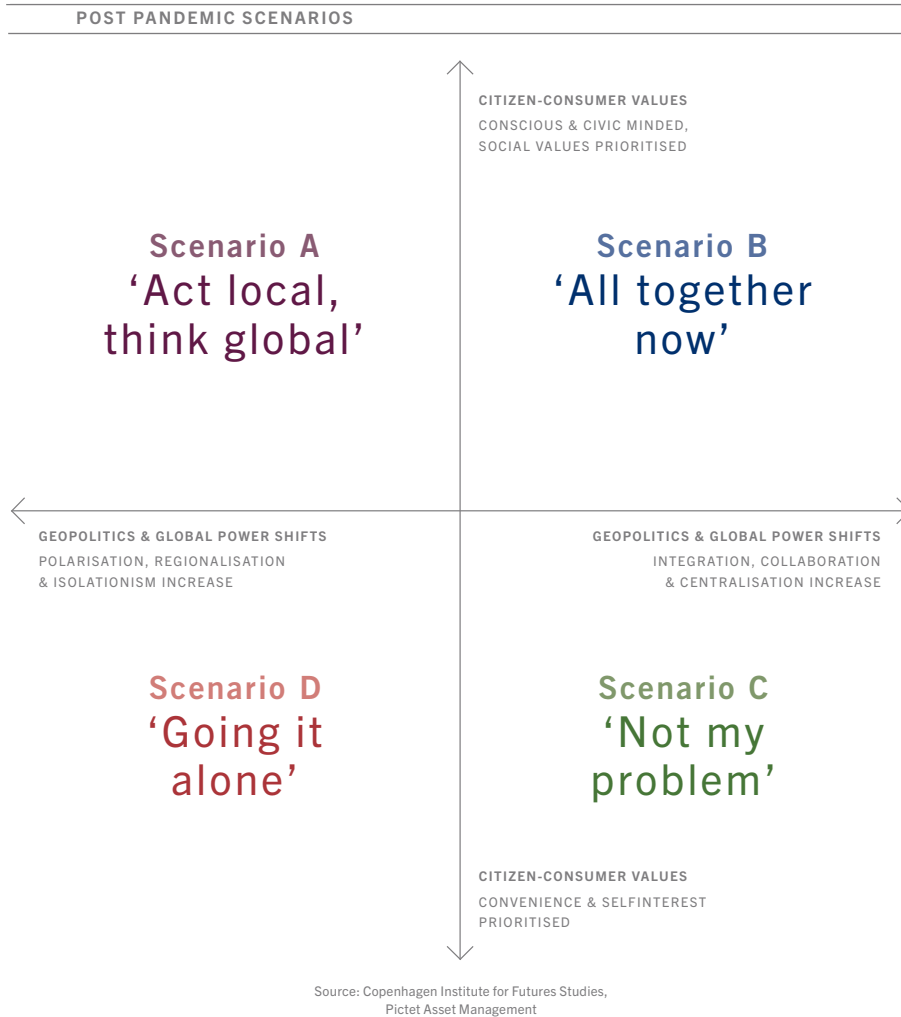 POST PANDEMIC SCENARIOS
CITIZEN-CONSUMER VALUES
CONSCIOUS & CIVIC MINDED,
SOCIAL VALUES PRIORITISED
Scenario A
‘Act local,
think global’
Scenario B
‘All together
now’
GEOPOLITICS & GLOBAL POWER SHIFTS
POLARISATION, REGIONALISATION
& ISOLATIONISM INCREASE
GEOPOLITICS & GLOBAL POWER SHIFTS
INTEGRATION, COLLABORATION
& CENTRALISATION INCREASE
Scenario D
‘Going it
alone’
Scenario C
‘Not my
problem’
CITIZEN-CONSUMER VALUES
CONVENIENCE & SELFINTEREST
PRIORITISED
Source: Copenhagen Institute for Futures Studies,
Pictet Asset Management